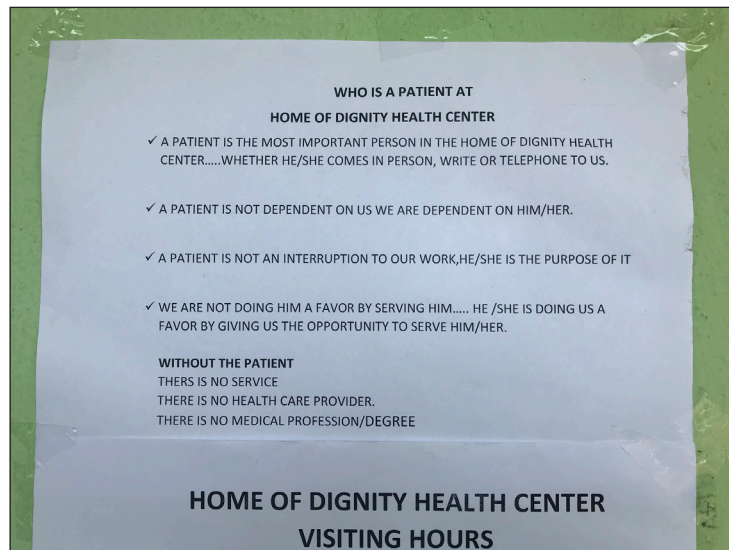 WHO IS A PATIENT AT
HOME OF DIGNITY HEALTH CENTER
✓ A PATIENT IS THE MOST IMPORTANT PERSON IN THE HOME OF DIGNITY HEALTH
CENTER.....WHETHER HE/SHE COMES IN PERSON, WRITE OR TELEPHONE TO US.
✓ A PATIENT IS NOT DEPENDENT ON US WE ARE DEPENDENT ON HIM/HER.
✓ A PATIENT IS NOT AN INTERRUPTION TO OUR WORK,HE/SHE IS THE PURPOSE OF IT
✓ WE ARE NOT DOING HIM A FAVOR BY SERVING HIM..... HE /SHE IS DOING US A
FAVOR BY GIVING US THE OPPORTUNITY TO SERVE HIM/HER.
WITHOUT THE PATIENT
THERS IS NO SERVICE
THERE IS NO HEALTH CARE PROVIDER.
THERE IS NO MEDICAL PROFESSION/DEGREE
HOME OF DIGNITY HEALTH CENTER
VISITING HOURS